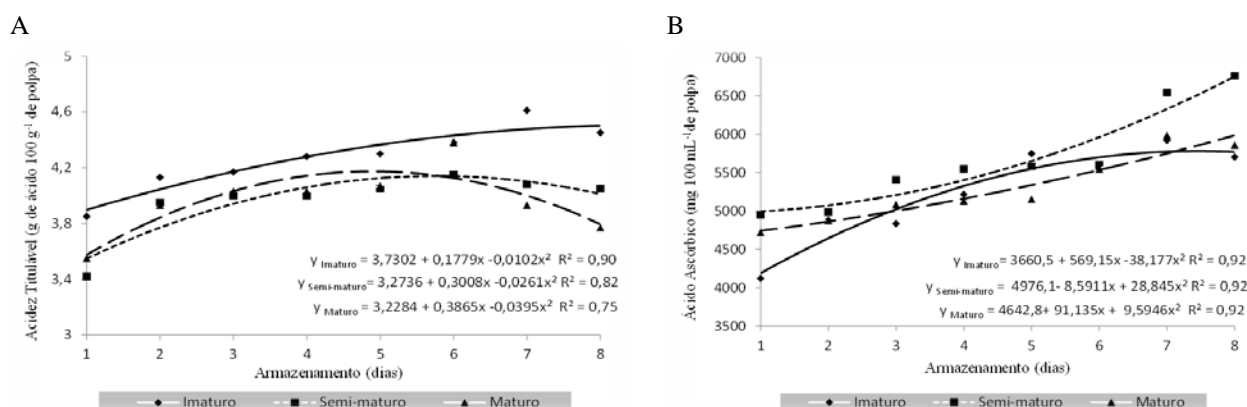 A
Acidez Titulável (g de ácido 100 g⁻¹ de polpa)
5
4,6
4,2
3,8
3,4
3
y Imaturo = 3,7302 + 0,1779x -0,0102x² R² = 0,90
y Semi-maturo = 3,2736 + 0,3008x -0,0261x² R² = 0,82
y Maturo = 3,2284 + 0,3865x -0,0395x² R² = 0,75
1 2 3 4 5 6 7 8
Armazenamento (dias)
Imaturo Semi-maturo Maturo
B
Ácido Ascórbico (mg 100 mL⁻¹ de polpa)
7000
6500
6000
5500
5000
4500
4000
3500
y Imaturo = 3660,5 + 569,15x -38,177x² R² = 0,92
y Semi-maturo = 4976,1- 8,5911x + 28,845x² R² = 0,92
y Maturo = 4642,8+ 91,135x + 9,5946x² R² = 0,92
1 2 3 4 5 6 7 8
Armazenamento (dias)
Imaturo Semi-maturo Maturo